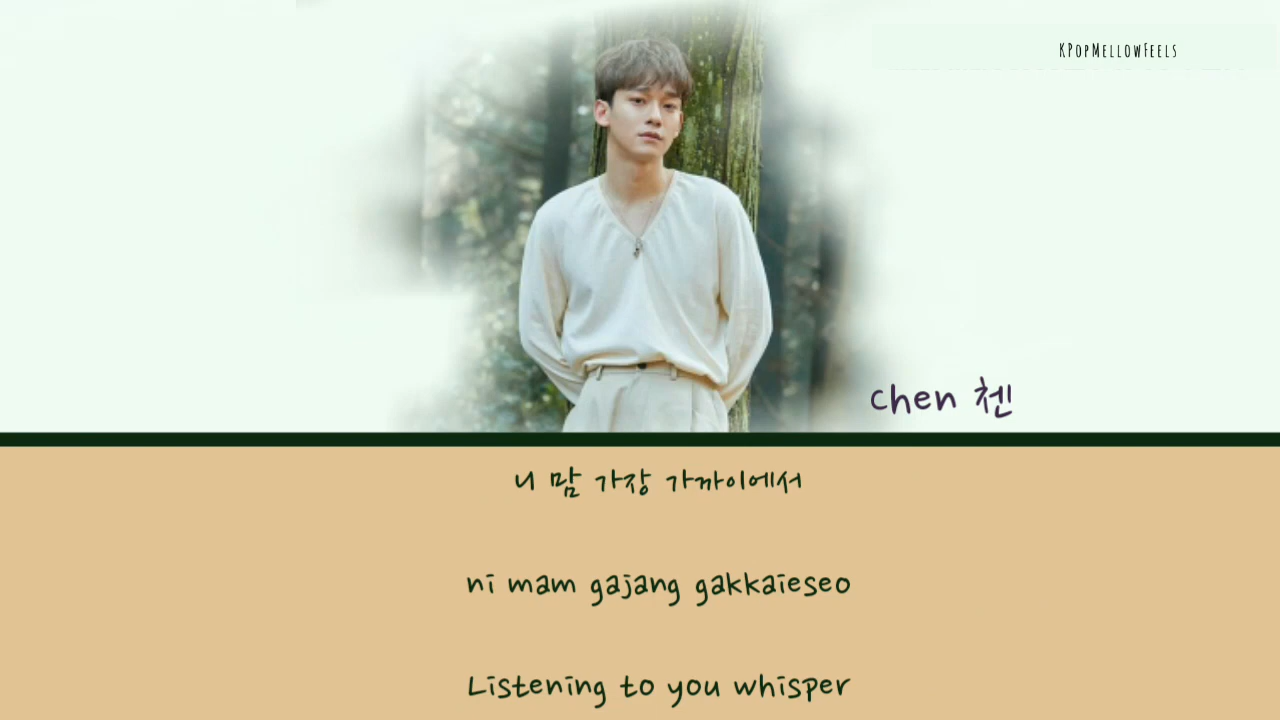 KPopMellowFeels
chen 첸
니 맘 가장 가까이에서
ni mam gajang gakkaieseo
Listening to you whisper